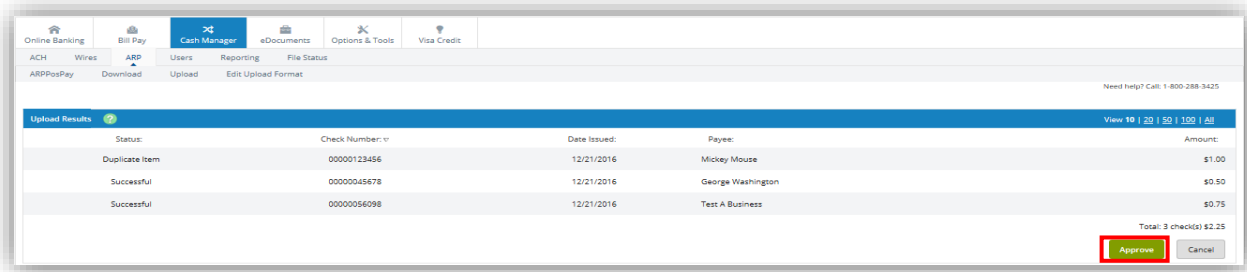 Online Banking Bill Pay Cash Manager eDocuments Options & Tools Visa Credit
ACH Wires ARP Users Reporting File Status
ARPPosPay Download Upload Edit Upload Format
Need help? Call: 1-800-288-3425
Upload Results ? View 10 | 20 | 50 | 100 | All
Status: Check Number: Date Issued: Payee: Amount:
Duplicate Item 00000123456 12/21/2016 Mickey Mouse $1.00
Successful 00000045678 12/21/2016 George Washington $0.50
Successful 00000056098 12/21/2016 Test A Business $0.75
Total: 3 check(s) $2.25
Approve Cancel